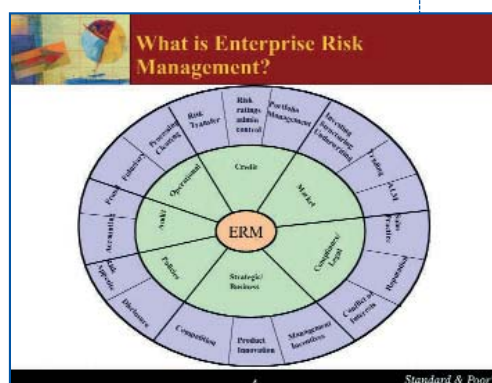 What is Enterprise Risk
Management?
Risk
Transfer
Risk
ratings
admin
control
Portfolio
Management
Investing
Structuring
Underwriting
Trading
ALM
Sales
Practice
Reputation
Conflict of
Interests
Management
Incentives
Product
Innovation
Competition
Disclosure
Risk
Appetite
Accounting
Fraud
Fiduciary
Processing
Clearing
Credit
Market
Compliance/
Legal
Strategic/
Business
Policies
Audit
Operational
ERM
Standard & Poor